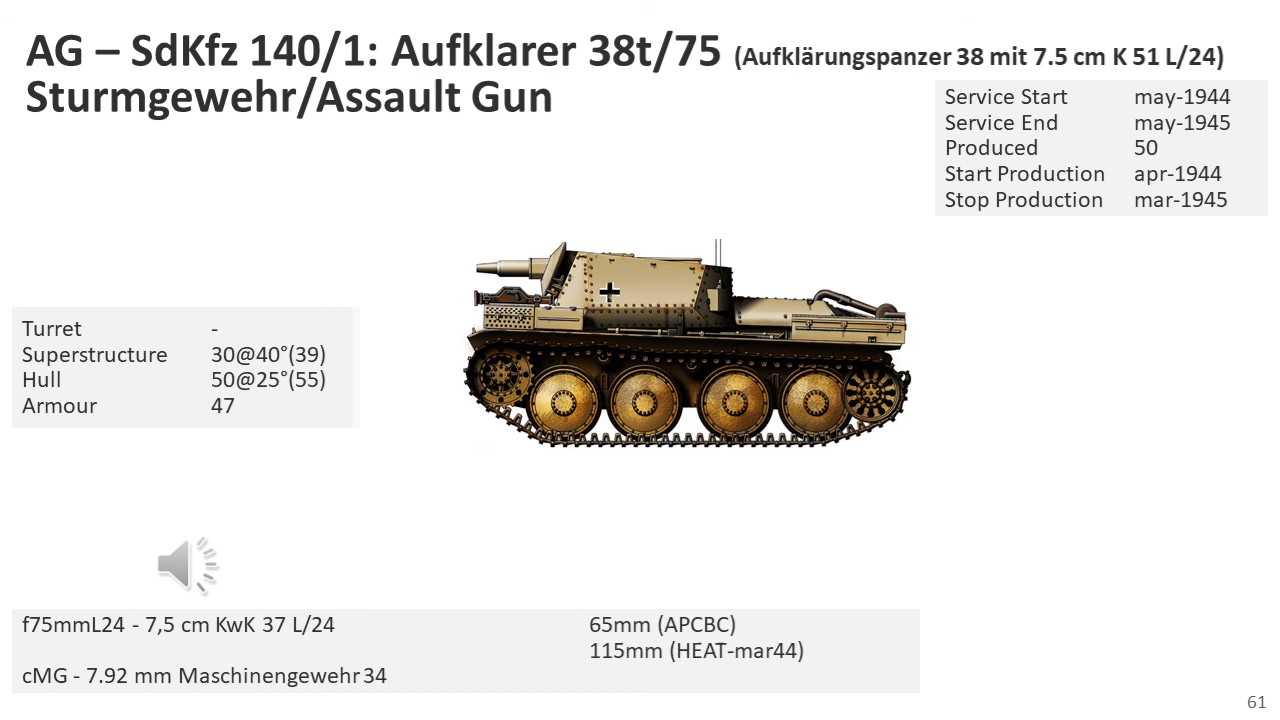 AG – SdKfz 140/1: Aufklarer 38t/75 (Aufklärungspanzer 38 mit 7.5 cm K 51 L/24)
Sturmgewehr/Assault Gun
Service Start may-1944
Service End may-1945
Produced 50
Start Production apr-1944
Stop Production mar-1945
Turret -
Superstructure 30@40°(39)
Hull 50@25°(55)
Armour 47
f75mmL24 - 7,5 cm KwK 37 L/24 65mm (APCBC)
115mm (HEAT-mar44)
cMG - 7.92 mm Maschinengewehr 34
61